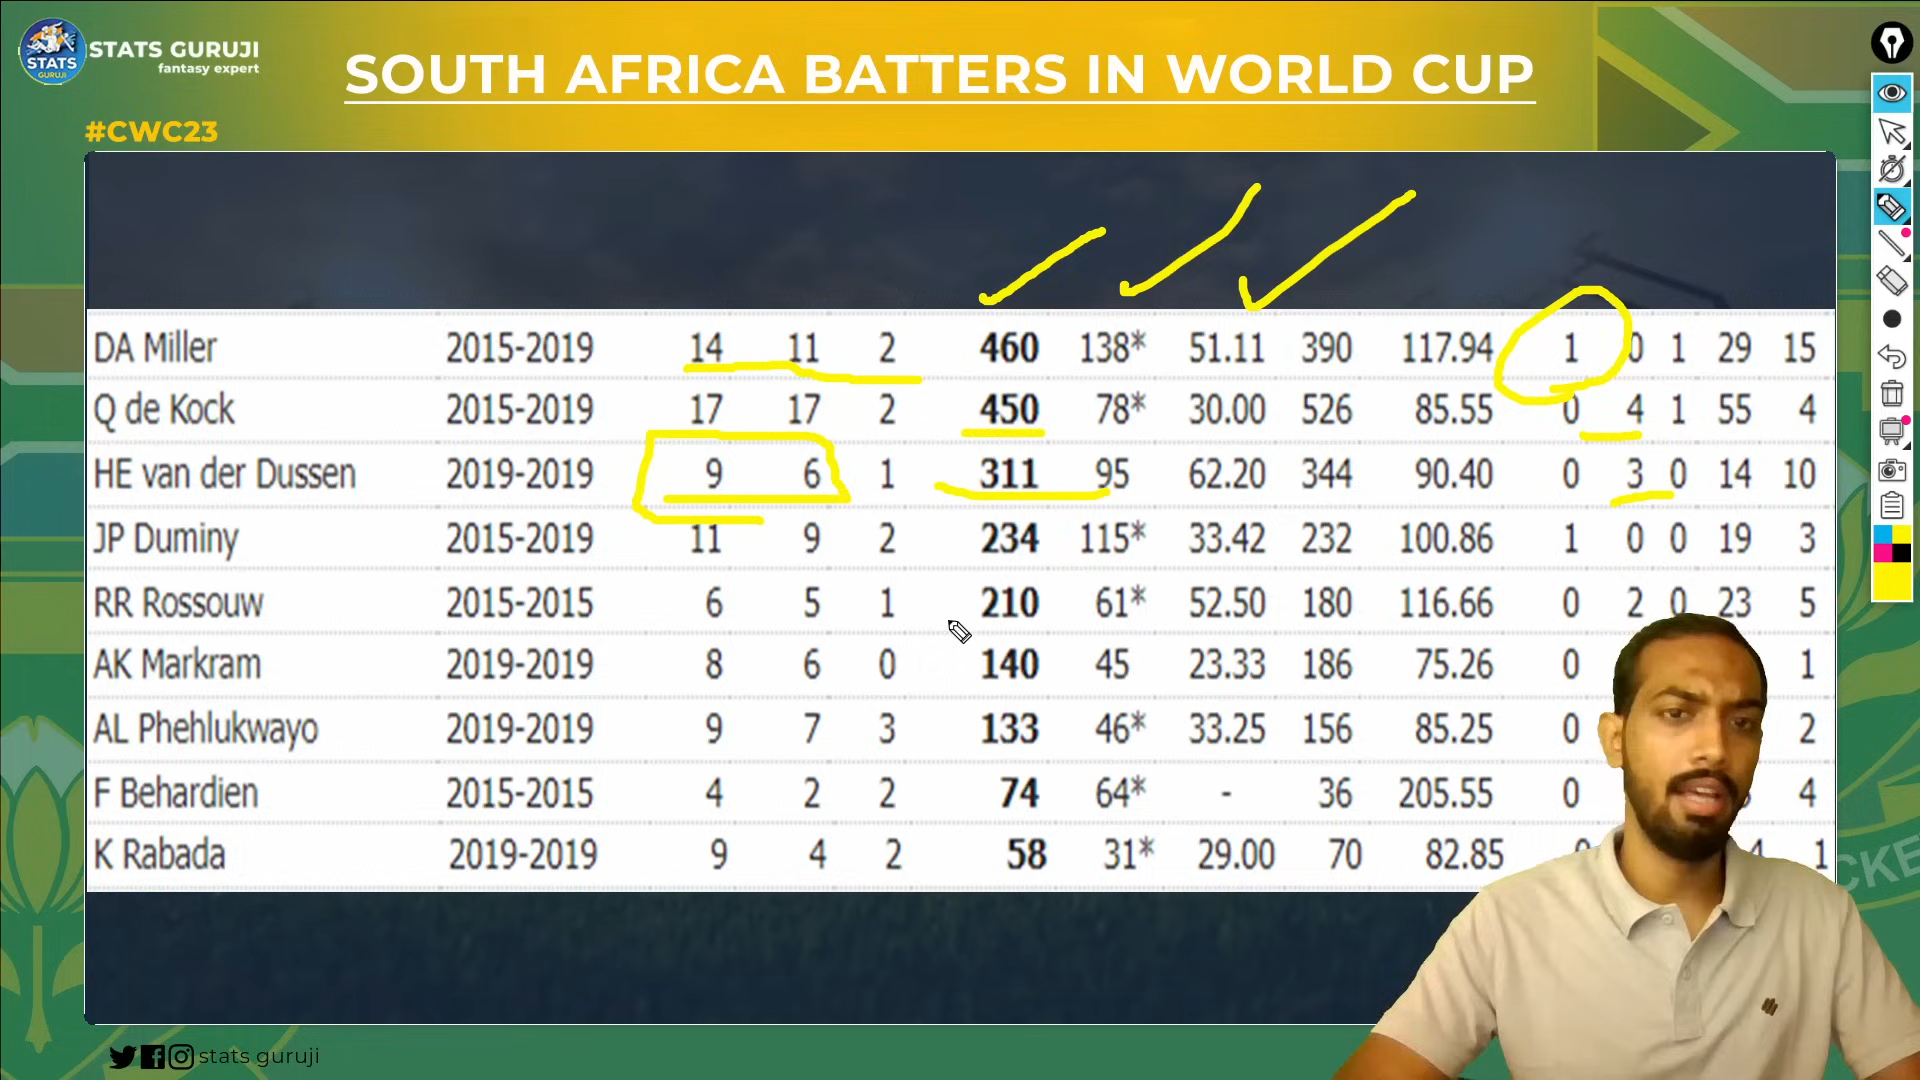 STATS GURUJI
fantasy expert
STATS
GURUJI
SOUTH AFRICA BATTERS IN WORLD CUP
#CWC23
DA Miller 2015-2019 14 11 2 460 138* 51.11 390 117.94 1 0 1 29 15
Q de Kock 2015-2019 17 17 2 450 78* 30.00 526 85.55 0 4 1 55 4
HE van der Dussen 2019-2019 9 6 1 311 95 62.20 344 90.40 0 3 0 14 10
JP Duminy 2015-2019 11 9 2 234 115* 33.42 232 100.86 1 0 0 19 3
RR Rossouw 2015-2015 6 5 1 210 61* 52.50 180 116.66 0 2 0 23 5
AK Markram 2019-2019 8 6 0 140 45 23.33 186 75.26 0 1
AL Phehlukwayo 2019-2019 9 7 3 133 46* 33.25 156 85.25 0 2
F Behardien 2015-2015 4 2 2 74 64* - 36 205.55 0 4
K Rabada 2019-2019 9 4 2 58 31* 29.00 70 82.85 0 4 1
stats guruji